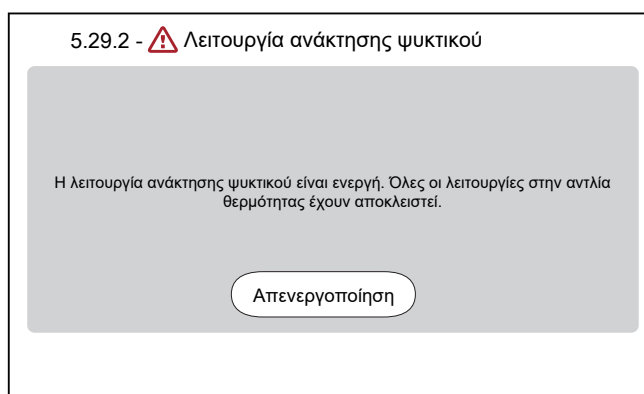 5.29.2 - Λειτουργία ανάκτησης ψυκτικού
Η λειτουργία ανάκτησης ψυκτικού είναι ενεργή. Όλες οι λειτουργίες στην αντλία
θερμότητας έχουν αποκλειστεί.
Απενεργοποίηση